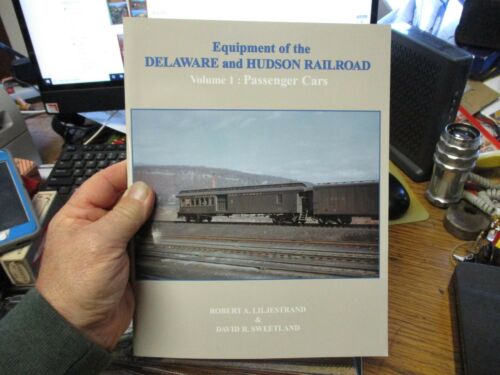 Equipment of the
DELAWARE and HUDSON RAILROAD
Volume 1 : Passenger Cars
ROBERT A. LILJESTRAND
&
DAVID R. SWEETLAND